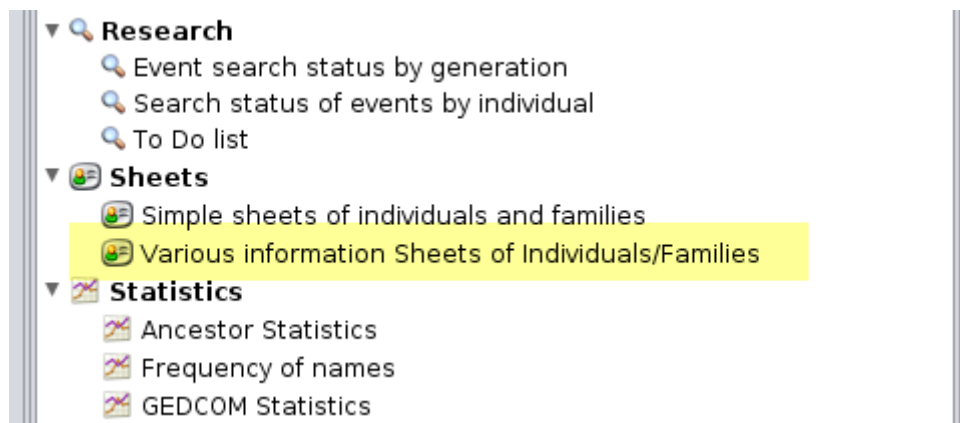 Research
Event search status by generation
Search status of events by individual
To Do list
Sheets
Simple sheets of individuals and families
Various information Sheets of Individuals/Families
Statistics
Ancestor Statistics
Frequency of names
GEDCOM Statistics